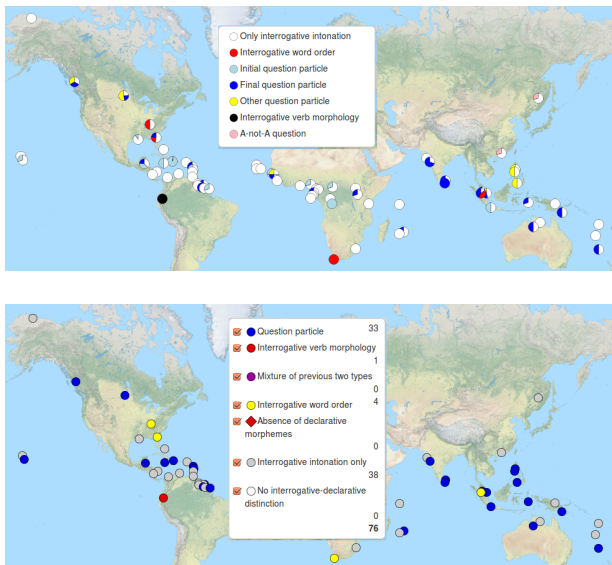 Only interrogative intonation
Interrogative word order
Initial question particle
Final question particle
Other question particle
Interrogative verb morphology
A-not-A question
Question particle 33
Interrogative verb morphology
1
Mixture of previous two types
0
Interrogative word order 4
Absence of declarative
morphemes
0
Interrogative intonation only
38
No interrogative-declarative
distinction
0
76